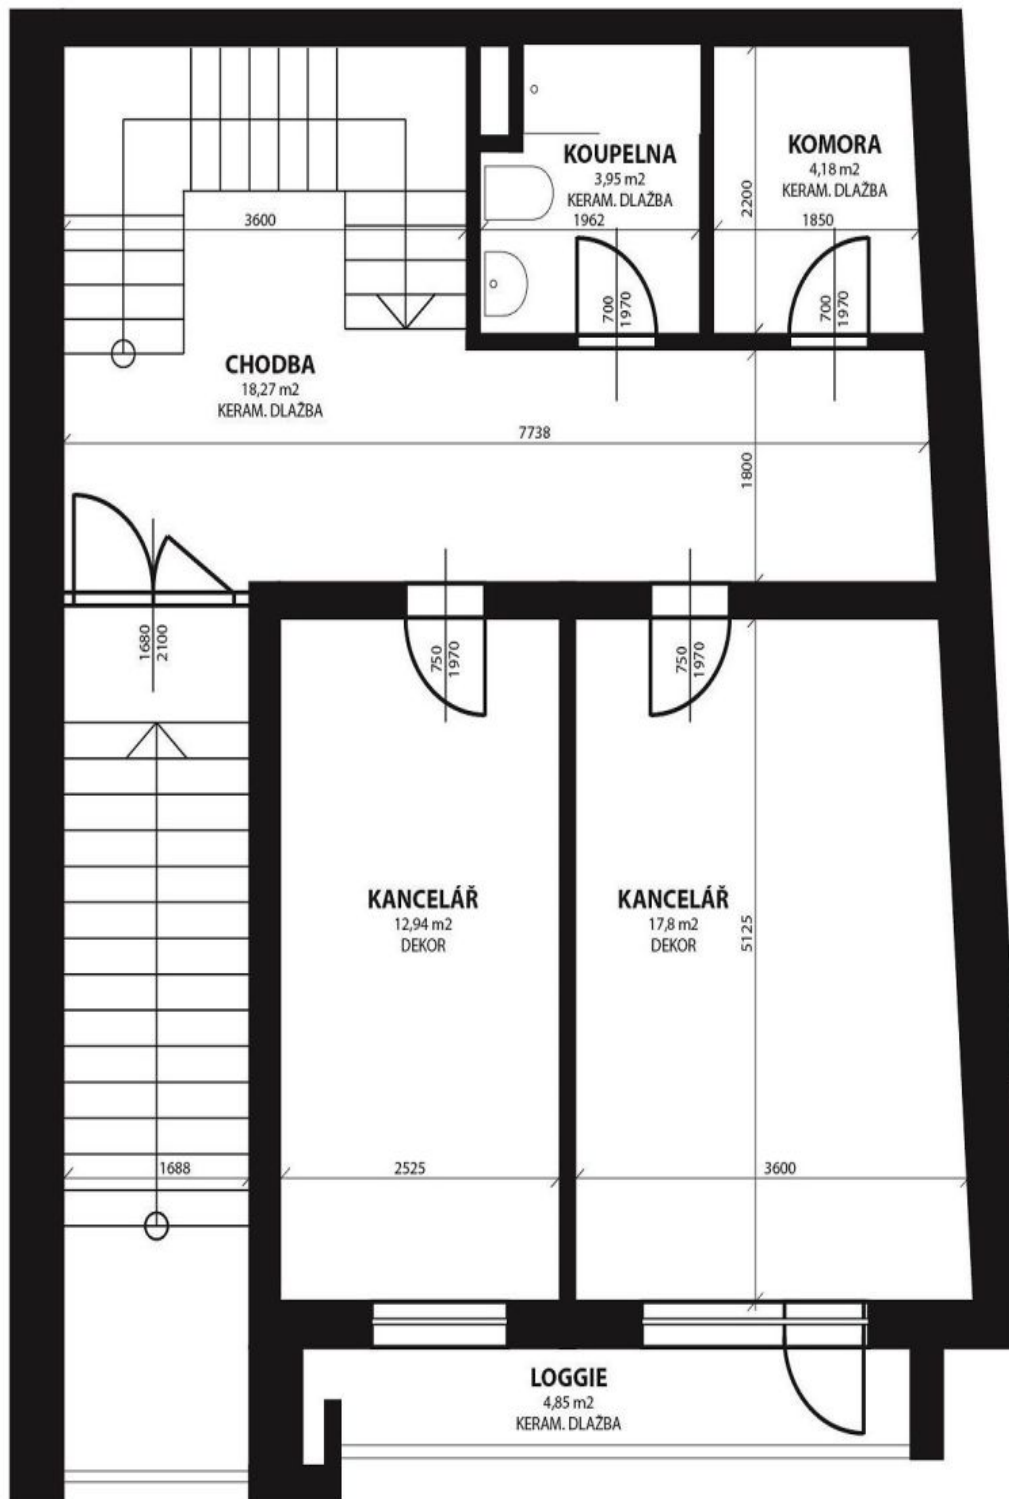 KOUPELNA
3,95 m2
KERAM. DLAŽBA
KOMORA
4,18 m2
KERAM. DLAŽBA
3600
1962
2200
1850
700
1970
700
1970
CHODBA
18,27 m2
KERAM. DLAŽBA
7738
1800
1680
2100
750
1970
750
1970
KANCELÁŘ
12,94 m2
DEKOR
KANCELÁŘ
17,8 m2
DEKOR
5125
1688
2525
3600
LOGGIE
4,85 m2
KERAM. DLAŽBA